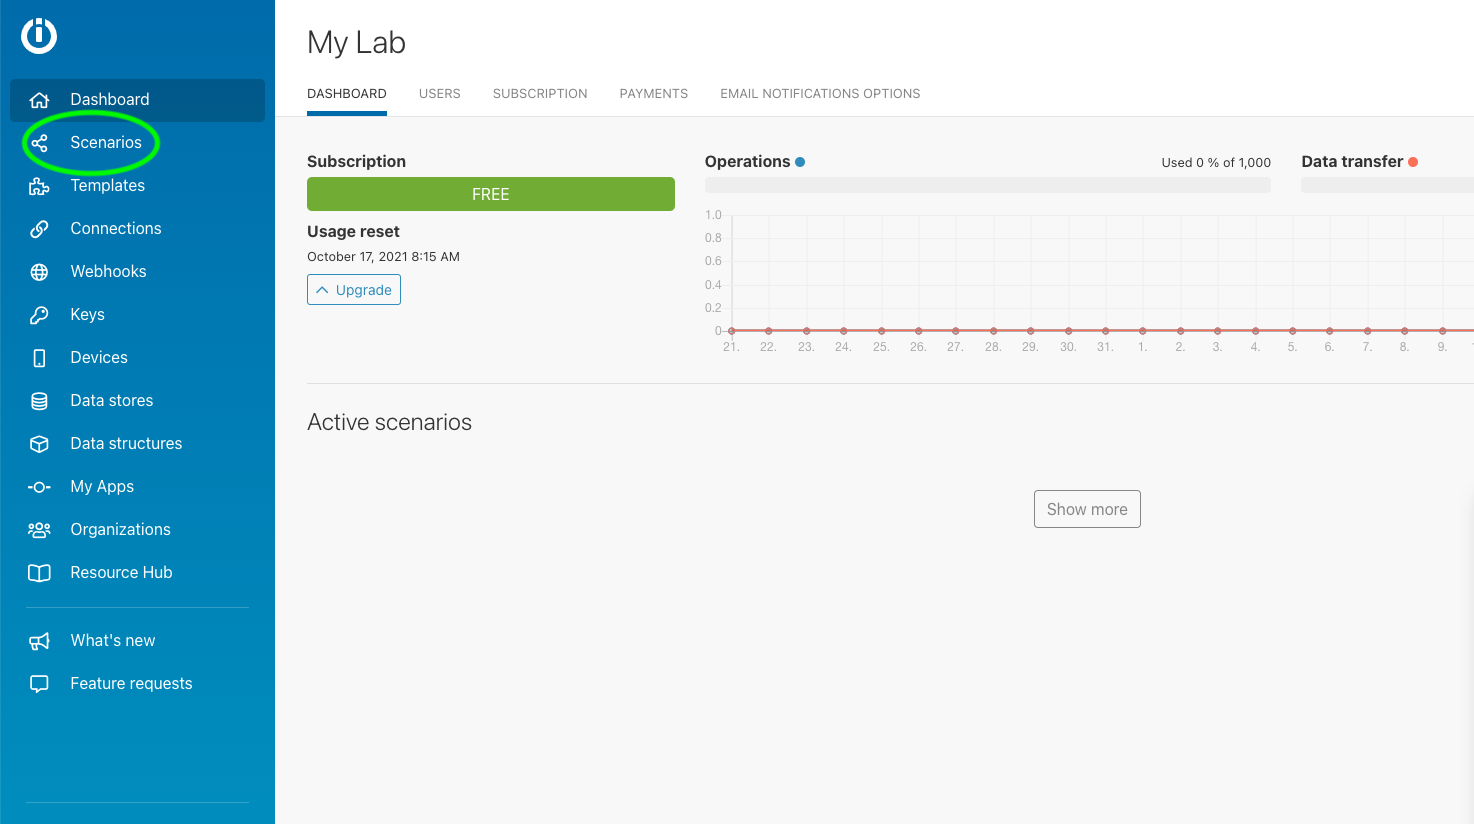 Dashboard
Scenarios
Templates
Connections
Webhooks
Keys
Devices
Data stores
Data structures
My Apps
Organizations
Resource Hub
What's new
Feature requests
My Lab
DASHBOARD USERS SUBSCRIPTION PAYMENTS EMAIL NOTIFICATIONS OPTIONS
Subscription
FREE
Usage reset
October 17, 2021 8:15 AM
Upgrade
Operations Used 0 % of 1,000
1.0
0.8
0.6
0.4
0.2
0
21. 22. 23. 24. 25. 26. 27. 28. 29. 30. 31. 1. 2. 3. 4. 5. 6. 7. 8. 9.
Data transfer
Active scenarios
Show more